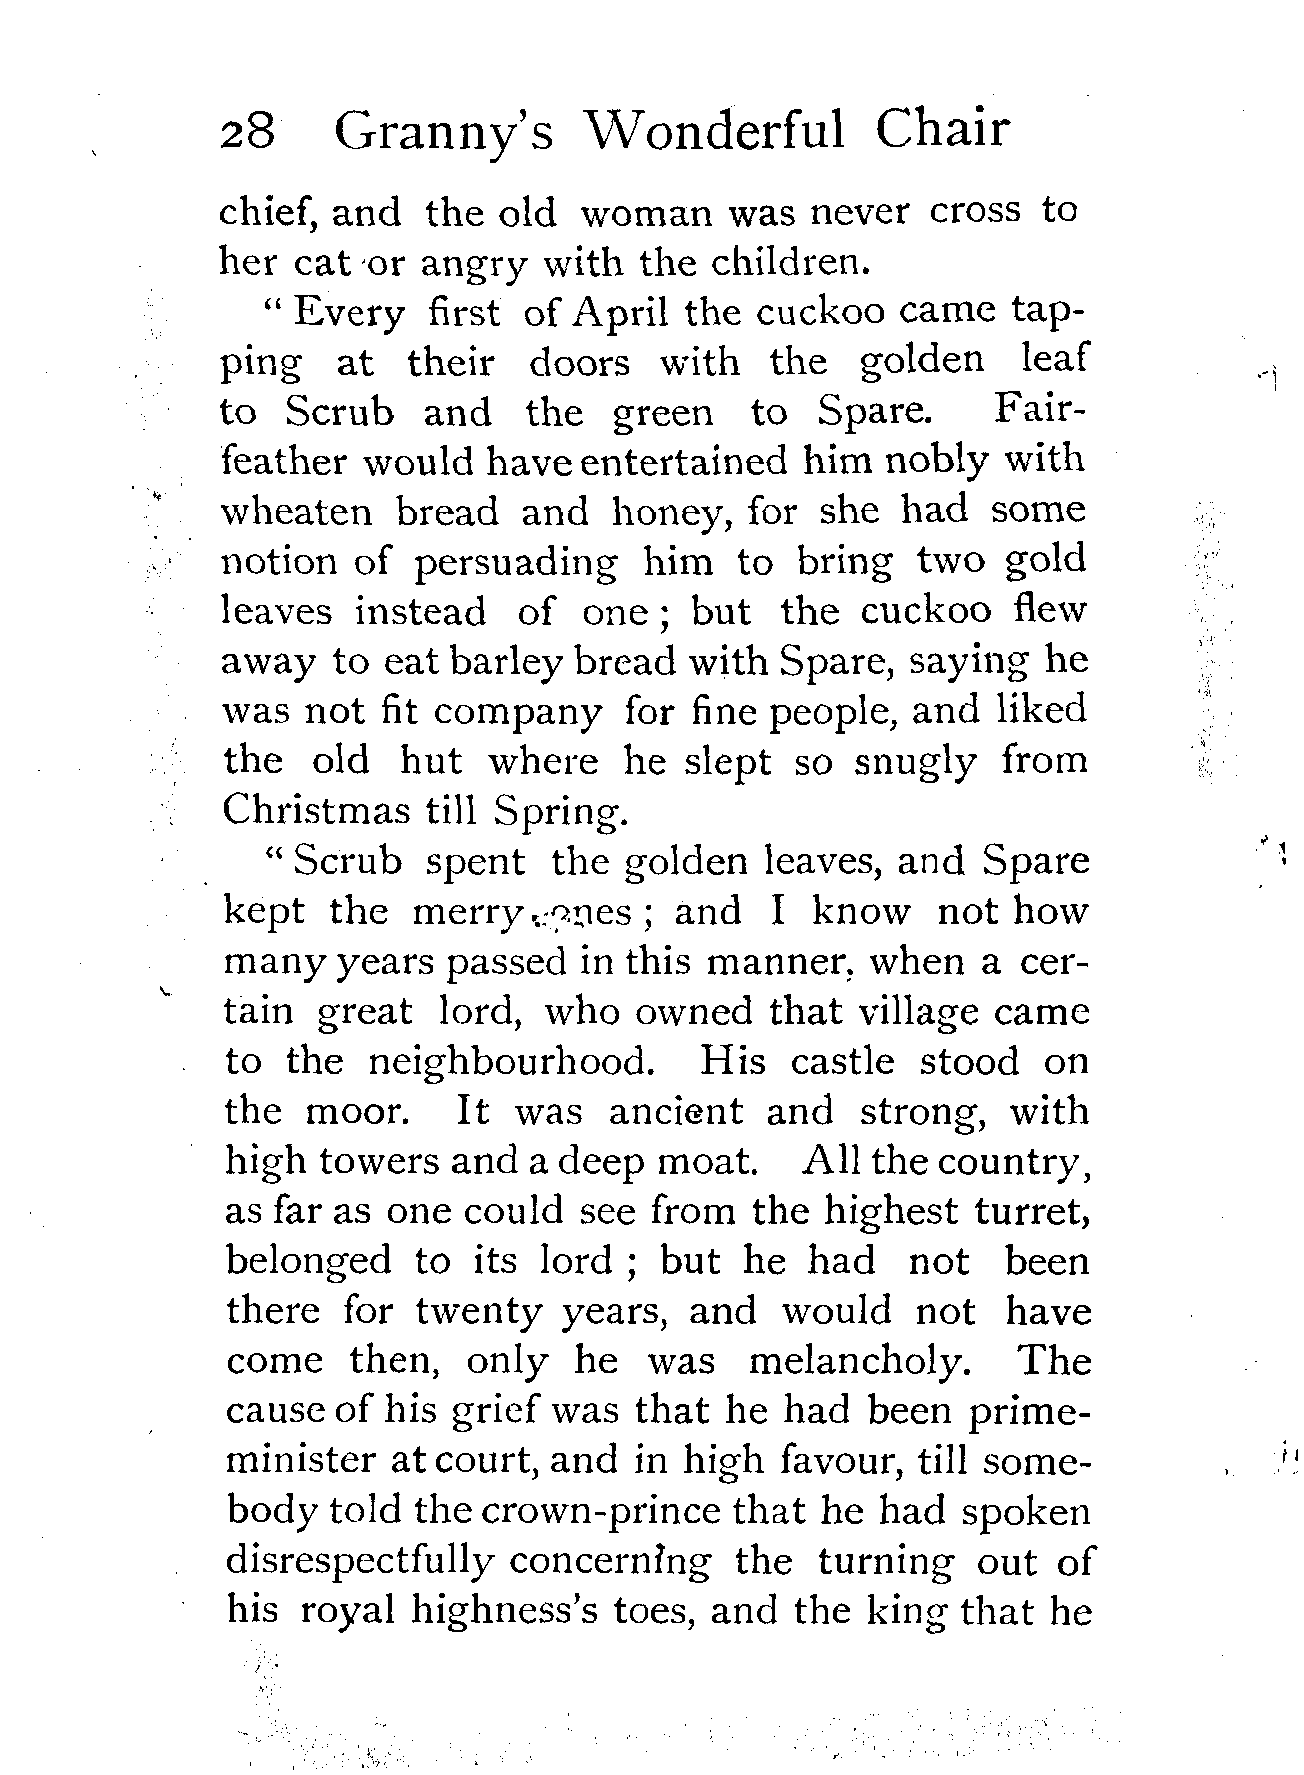 28 Granny's Wonderful Chair
chief, and the old woman was never cross to
her cat or angry with the children.
" Every first of April the cuckoo came tap-
ping at their doors with the golden leaf
to Scrub and the green to Spare. Fair-
feather would have entertained him nobly with
wheaten bread and honey, for she had some
notion of persuading him to bring two gold
leaves instead of one ; but the cuckoo flew
away to eat barley bread with Spare, saying he
was not fit company for fine people, and liked
the old hut where he slept so snugly from
Christmas till Spring.
" Scrub spent the golden leaves, and Spare
kept the merry ones ; and I know not how
many years passed in this manner, when a cer-
tain great lord, who owned that village came
to the neighbourhood. His castle stood on
the moor. It was ancient and strong, with
high towers and a deep moat. All the country,
as far as one could see from the highest turret,
belonged to its lord ; but he had not been
there for twenty years, and would not have
come then, only he was melancholy. The
cause of his grief was that he had been prime-
minister at court, and in high favour, till some-
body told the crown-prince that he had spoken
disrespectfully concerning the turning out of
his royal highness's toes, and the king that he